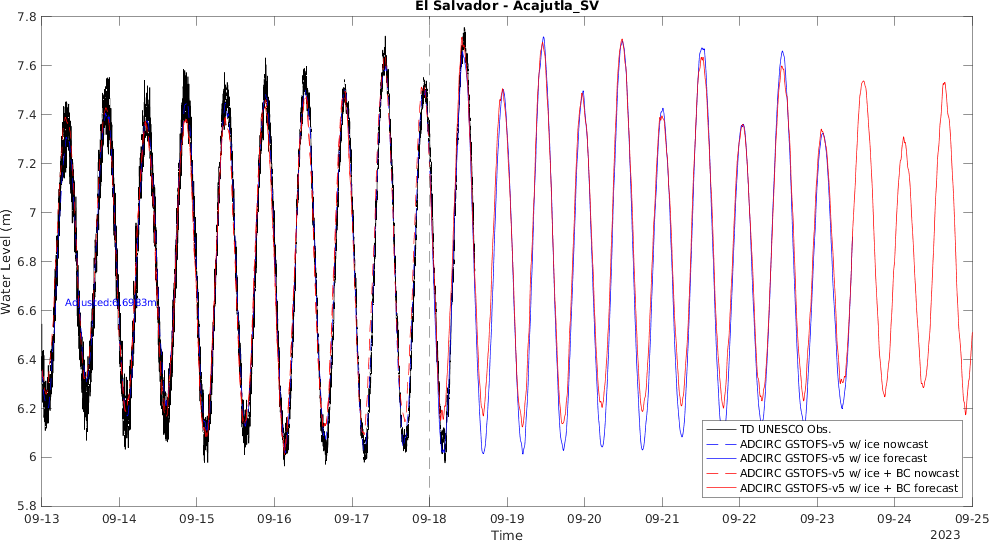 El Salvador - Acajutla_SV
Water Level (m)
7.8
7.6
7.4
7.2
7
6.8
6.6
6.4
6.2
6
5.8
Adjusted:6.6983m
TD UNESCO Obs.
ADCIRC GSTOFS-v5 w/ ice nowcast
ADCIRC GSTOFS-v5 w/ ice forecast
ADCIRC GSTOFS-v5 w/ ice + BC nowcast
ADCIRC GSTOFS-v5 w/ ice + BC forecast
09-13 09-14 09-15 09-16 09-17 09-18 09-19 09-20 09-21 09-22 09-23 09-24 09-25
Time
2023